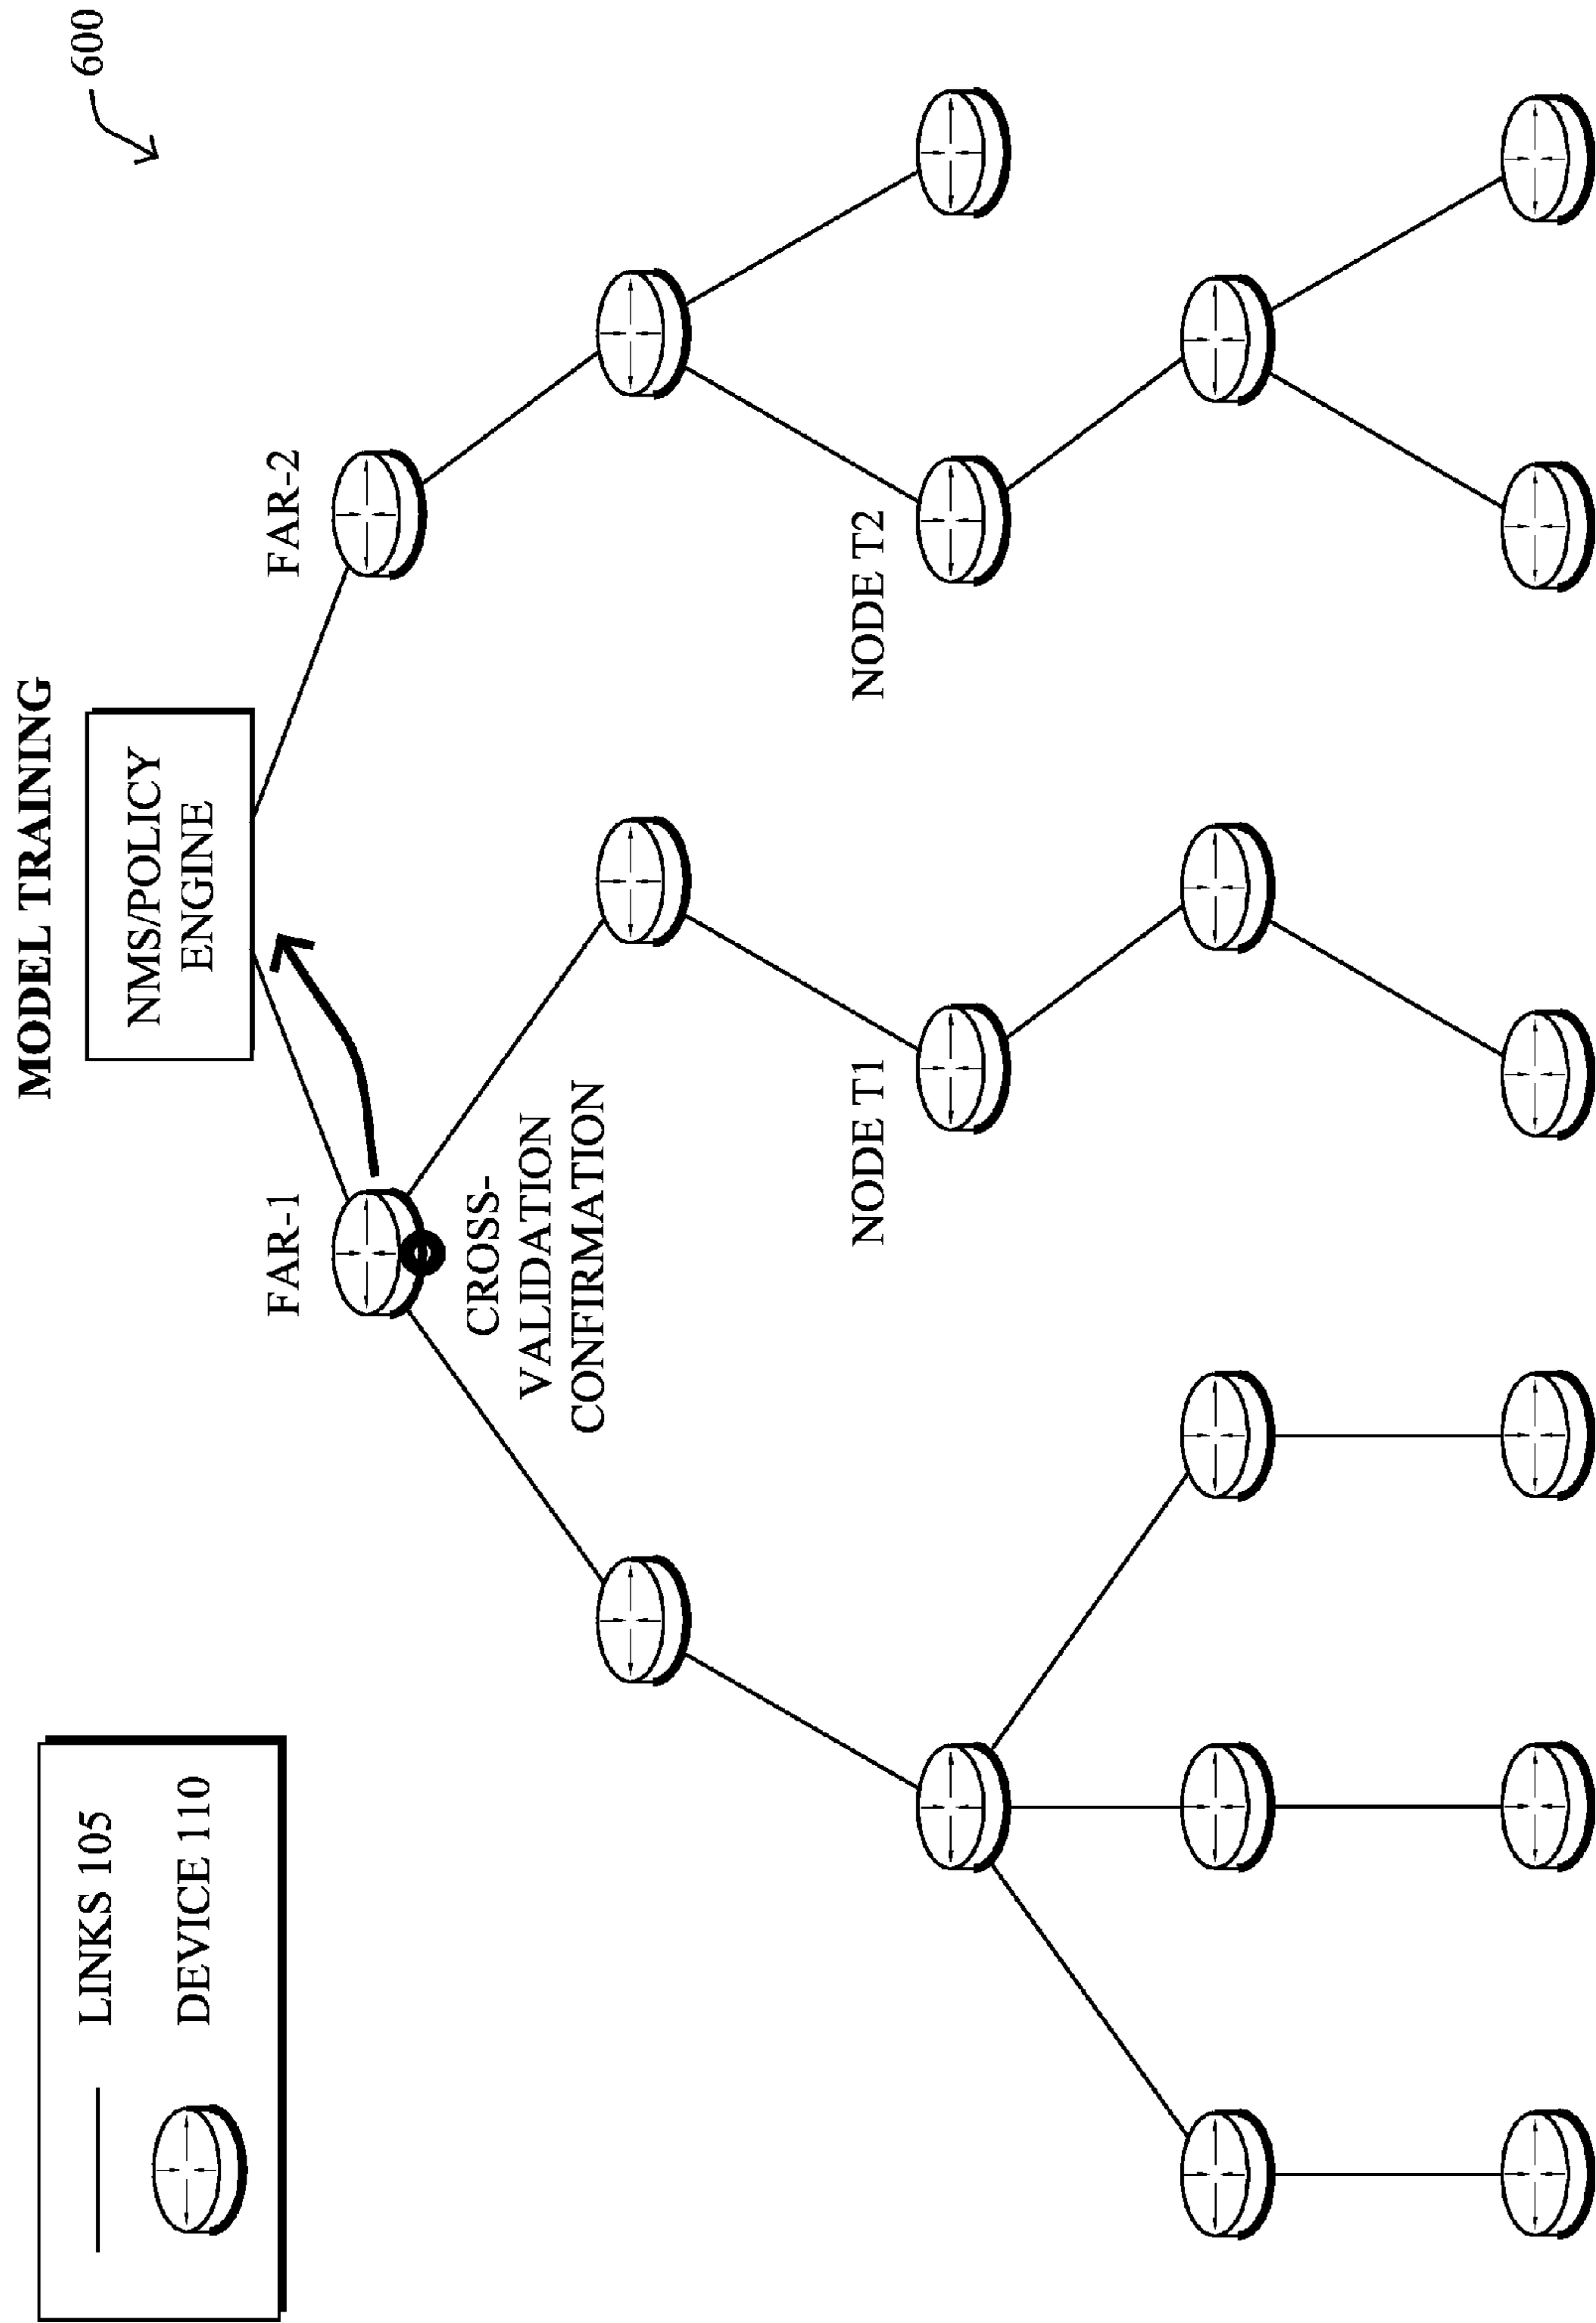 LINKS 105
DEVICE 110
MODEL TRAINING
NMS/POLICY
ENGINE
600
FAR-1
FAR-2
CROSS-
VALIDATION
CONFIRMATION
NODE T1
NODE T2